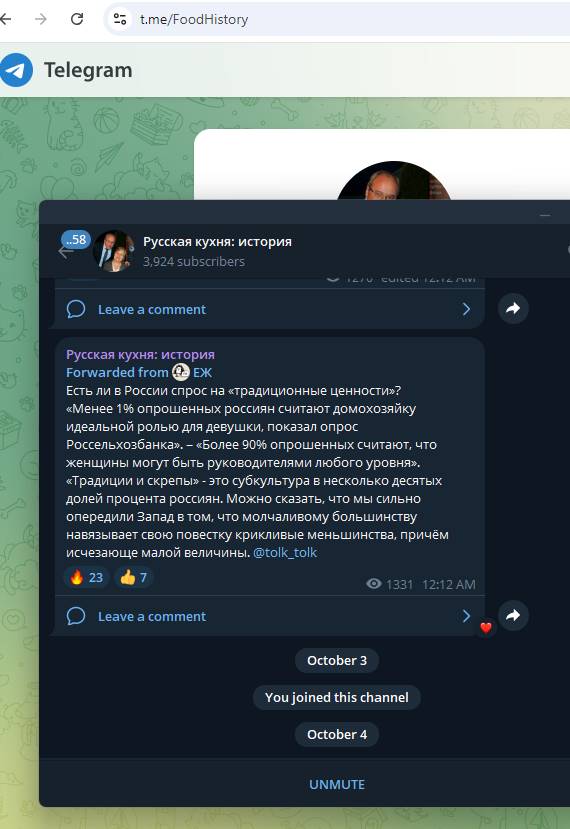 t.me/FoodHistory
Telegram
..58
Русская кухня: история
3,924 subscribers
1270 edited 12:12 AM
Leave a comment
Русская кухня: история
Forwarded from ЕЖ
Есть ли в России спрос на «традиционные ценности»?
«Менее 1% опрошенных россиян считают домохозяйку
идеальной ролью для девушки, показал опрос
Россельхозбанка». – «Более 90% опрошенных считают, что
женщины могут быть руководителями любого уровня».
«Традиции и скрепы» - это субкультура в несколько десятых
долей процента россиян. Можно сказать, что мы сильно
опередили Запад в том, что молчаливому большинству
навязывает свою повестку крикливые меньшинства, причём
исчезающе малой величины. @tolk_tolk
23 7
1331 12:12 AM
Leave a comment
October 3
You joined this channel
October 4
UNMUTE